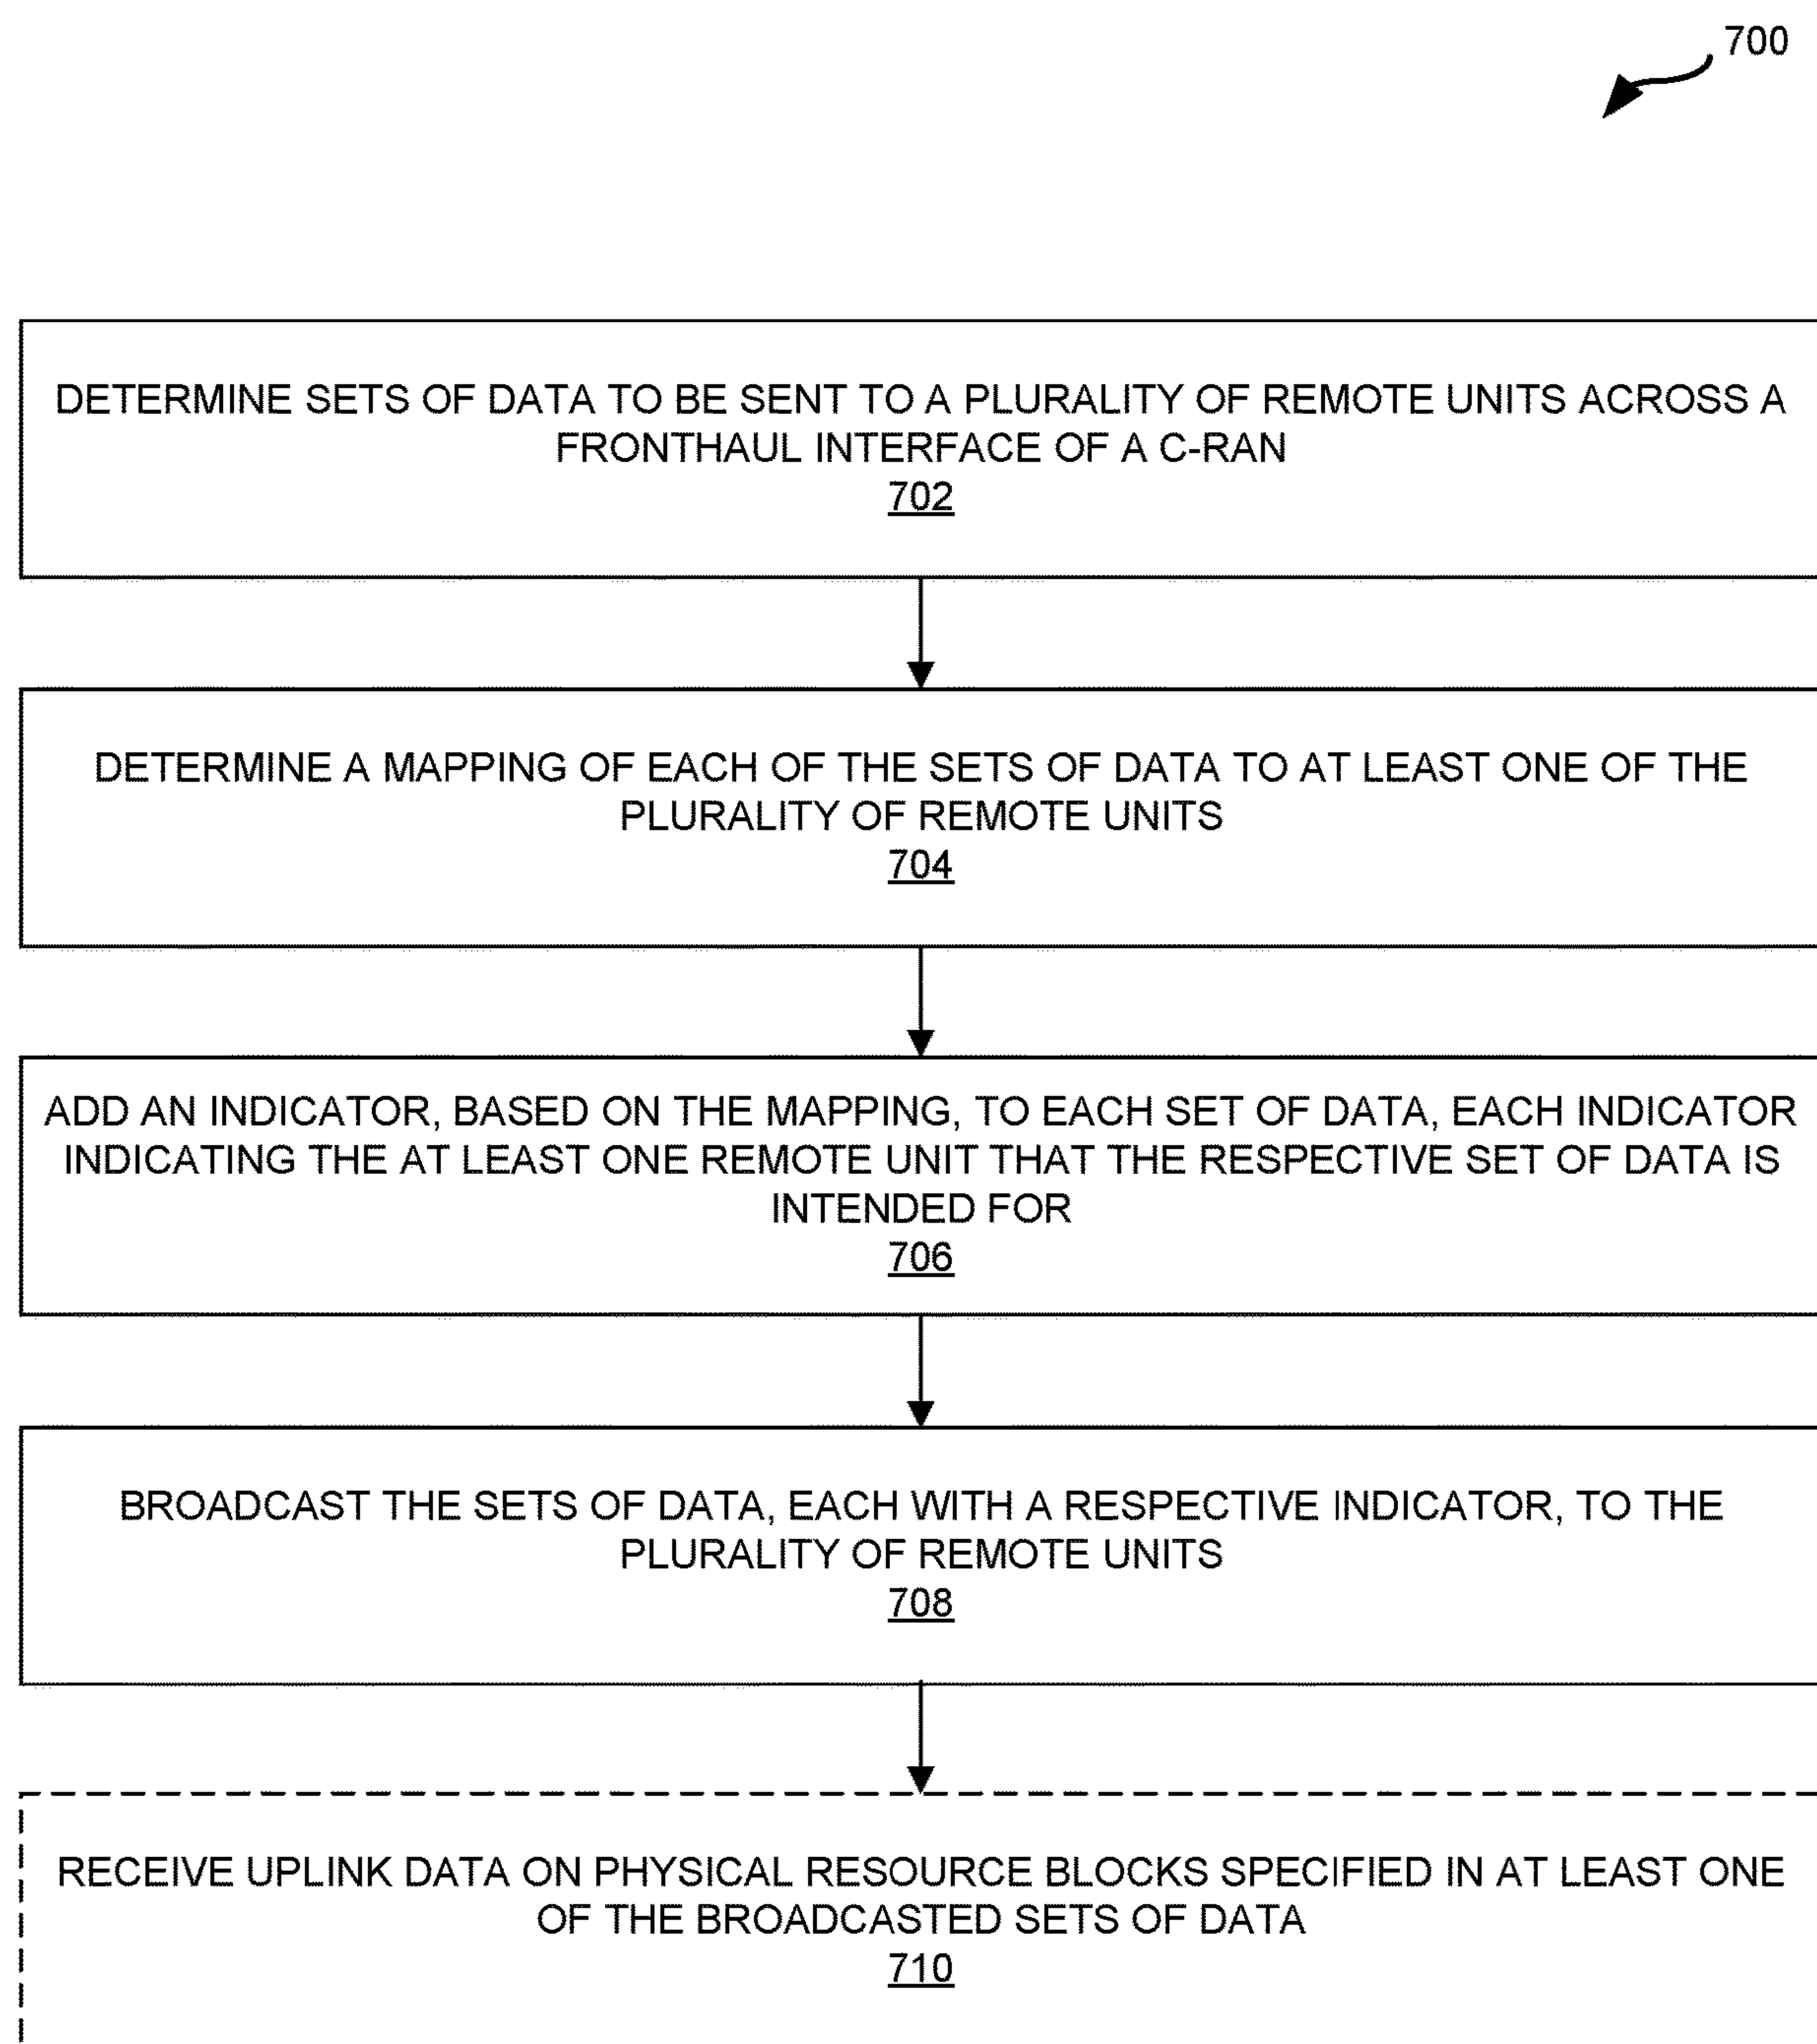 700
DETERMINE SETS OF DATA TO BE SENT TO A PLURALITY OF REMOTE UNITS ACROSS A
FRONTHAUL INTERFACE OF A C-RAN
702
DETERMINE A MAPPING OF EACH OF THE SETS OF DATA TO AT LEAST ONE OF THE
PLURALITY OF REMOTE UNITS
704
ADD AN INDICATOR, BASED ON THE MAPPING, TO EACH SET OF DATA, EACH INDICATOR
INDICATING THE AT LEAST ONE REMOTE UNIT THAT THE RESPECTIVE SET OF DATA IS
INTENDED FOR
706
BROADCAST THE SETS OF DATA, EACH WITH A RESPECTIVE INDICATOR, TO THE
PLURALITY OF REMOTE UNITS
708
RECEIVE UPLINK DATA ON PHYSICAL RESOURCE BLOCKS SPECIFIED IN AT LEAST ONE
OF THE BROADCASTED SETS OF DATA
710